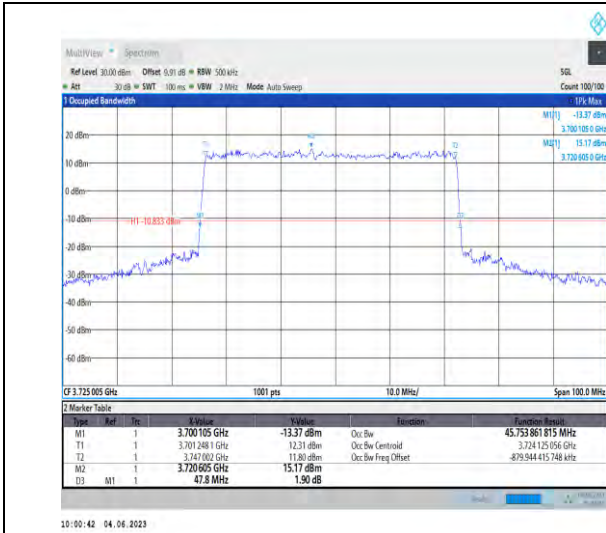 MultiView Spectrum
Ref Level 30.00 dBm Offset 9.91 dB RBW 500 kHz SGL
Att 30 dB SWT 100 ms VBW 2 MHz Mode Auto Sweep Count 100/100
1 Occupied Bandwidth 1Pk Max
M1[1] -13.37 dBm
3.700 105 0 GHz
M2[1] 15.17 dBm
3.720 605 0 GHz
20 dBm
10 dBm
0 dBm
-10 dBm
H1 -10.833 dBm
-20 dBm
-30 dBm
-40 dBm
-50 dBm
-60 dBm
CF 3.725 005 GHz 1001 pts 10.0 MHz/ Span 100.0 MHz
2 Marker Table
Type Ref Trc X-Value Y-Value Function Function Result
M1 1 3.700 105 GHz -13.37 dBm Occ Bw 45.753 861 815 MHz
T1 1 3.701 248 1 GHz 12.31 dBm Occ Bw Centroid 3.724 125 056 GHz
T2 1 3.747 002 GHz 11.80 dBm Occ Bw Freq Offset -879.944 415 748 kHz
M2 1 3.720 605 GHz 15.17 dBm
D3 M1 1 47.8 MHz 1.90 dB
10:00:42 04.06.2023